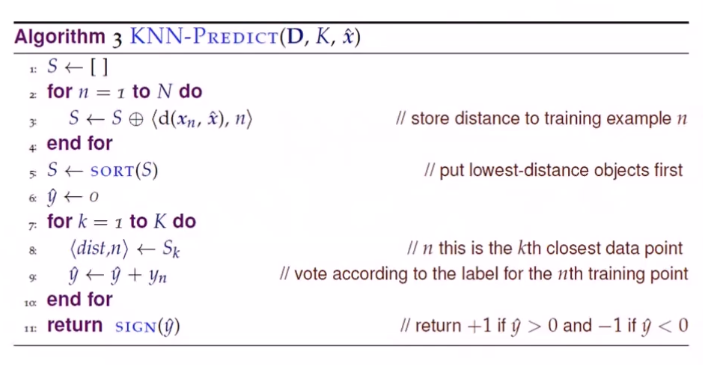 Algorithm 3 KNN-PREDICT(D, K, x̂)
1: S ← [ ]
2: for n = 1 to N do
3: S ← S ⊕ ⟨d(xₙ, x̂), n⟩ // store distance to training example n
4: end for
5: S ← SORT(S) // put lowest-distance objects first
6: ŷ ← 0
7: for k = 1 to K do
8: ⟨dist,n⟩ ← Sₖ // n this is the kth closest data point
9: ŷ ← ŷ + yₙ // vote according to the label for the nth training point
10: end for
11: return SIGN(ŷ) // return +1 if ŷ > 0 and −1 if ŷ < 0